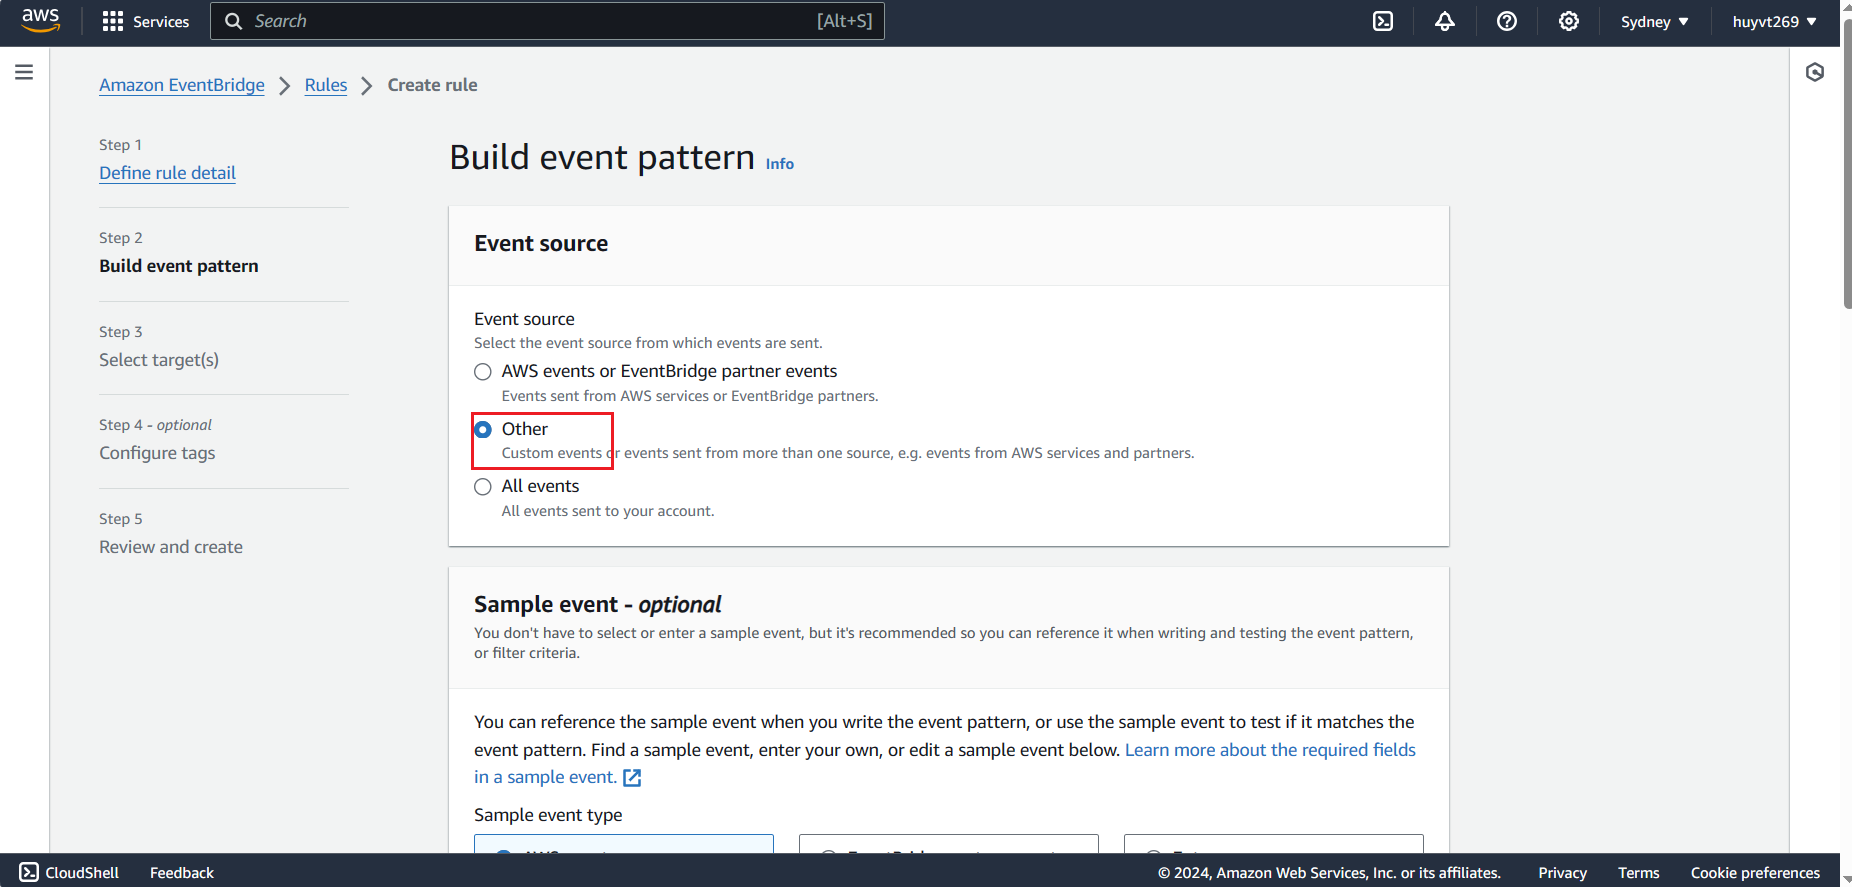 aws
Services
Search
[Alt+S]
Sydney
huyvt269
Amazon EventBridge
Rules
Create rule
Step 1
Define rule detail
Step 2
Build event pattern
Step 3
Select target(s)
Step 4 - optional
Configure tags
Step 5
Review and create
Build event pattern Info
Event source
Event source
Select the event source from which events are sent.
AWS events or EventBridge partner events
Events sent from AWS services or EventBridge partners.
Other
Custom events or events sent from more than one source, e.g. events from AWS services and partners.
All events
All events sent to your account.
Sample event - optional
You don't have to select or enter a sample event, but it's recommended so you can reference it when writing and testing the event pattern,
or filter criteria.
You can reference the sample event when you write the event pattern, or use the sample event to test if it matches the
event pattern. Find a sample event, enter your own, or edit a sample event below. Learn more about the required fields
in a sample event.
Sample event type
CloudShell
Feedback
© 2024, Amazon Web Services, Inc. or its affiliates.
Privacy
Terms
Cookie preferences